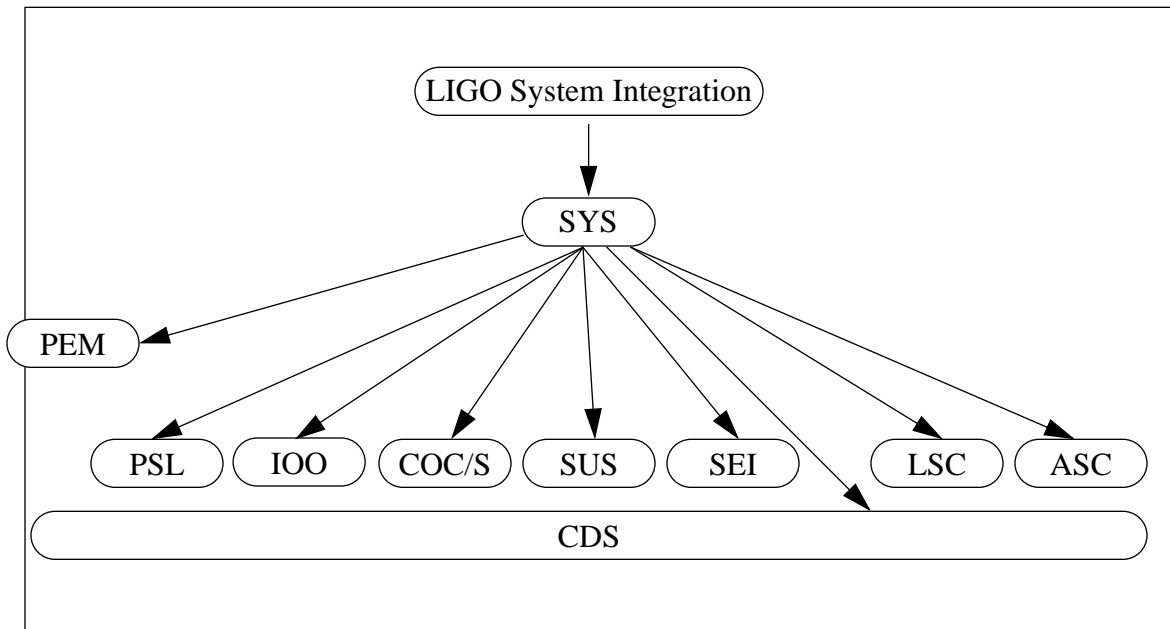 LIGO System Integration
SYS
PEM
PSL IOO COC/S SUS SEI LSC ASC
CDS